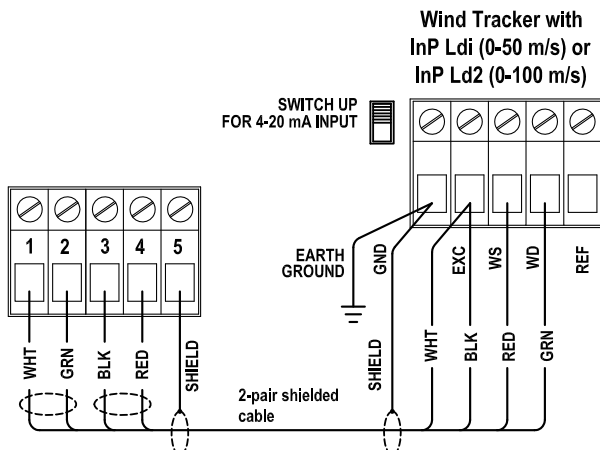 Wind Tracker with
InP Ldi (0-50 m/s) or
InP Ld2 (0-100 m/s)
SWITCH UP
FOR 4-20 mA INPUT
1 2 3 4 5
EARTH
GROUND
GND
EXC
WS
WD
REF
WHT
GRN
BLK
RED
SHIELD
SHIELD
WHT
BLK
RED
GRN
2-pair shielded
cable